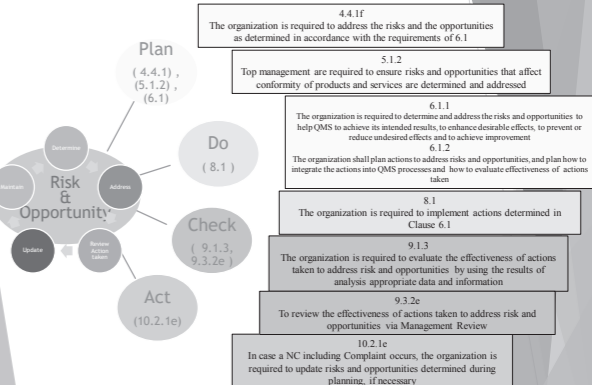 Plan
( 4.4.1) ,
(5.1.2) ,
(6.1)
Do
( 8.1 )
Check
( 9.1.3,
9.3.2e )
Act
(10.2.1e)
Risk
&
Opportunity
Determine
Address
Review
Action
taken
Update
Maintain
4.4.1f
The organization is required to address the risks and the opportunities
as determined in accordance with the requirements of 6.1
5.1.2
Top management are required to ensure risks and opportunities that affect
conformity of products and services are determined and addressed
6.1.1
The organization is required to determine and address the risks and opportunities to
help QMS to achieve its intended results, to enhance desirable effects, to prevent or
reduce undesired effects and to achieve improvement
6.1.2
The organization shall plan actions to address risks and opportunities, and plan how to
integrate the actions into QMS processes and how to evaluate effectiveness of actions
taken
8.1
The organization is required to implement actions determined in
Clause 6.1
9.1.3
The organization is required to evaluate the effectiveness of actions
taken to address risk and opportunities by using the results of
analysis appropriate data and information
9.3.2e
To review the effectiveness of actions taken to address risk and
opportunities via Management Review
10.2.1e
In case a NC including Complaint occurs, the organization is
required to update risks and opportunities determined during
planning, if necessary